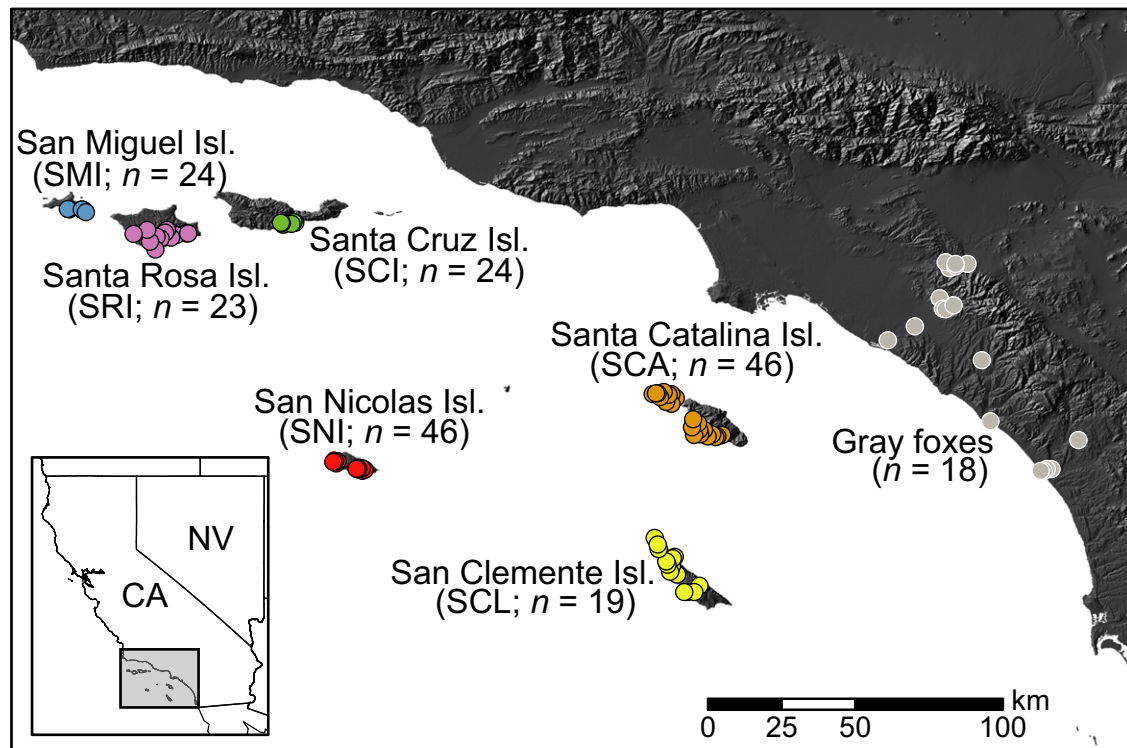 San Miguel Isl.
(SMI; n = 24)
Santa Cruz Isl.
(SCI; n = 24)
Santa Rosa Isl.
(SRI; n = 23)
Santa Catalina Isl.
(SCA; n = 46)
San Nicolas Isl.
(SNI; n = 46)
Gray foxes
(n = 18)
San Clemente Isl.
(SCL; n = 19)
NV
CA
km
0 25 50 100